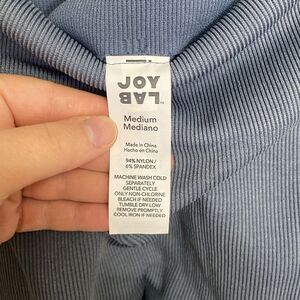 JOY
LAB™
Medium
Mediano
Made in China
Hecho en China
94% NYLON /
6% SPANDEX
MACHINE WASH COLD
SEPARATELY
GENTLE CYCLE
ONLY NON-CHLORINE
BLEACH IF NEEDED
TUMBLE DRY LOW
REMOVE PROMPTLY
COOL IRON IF NEEDED